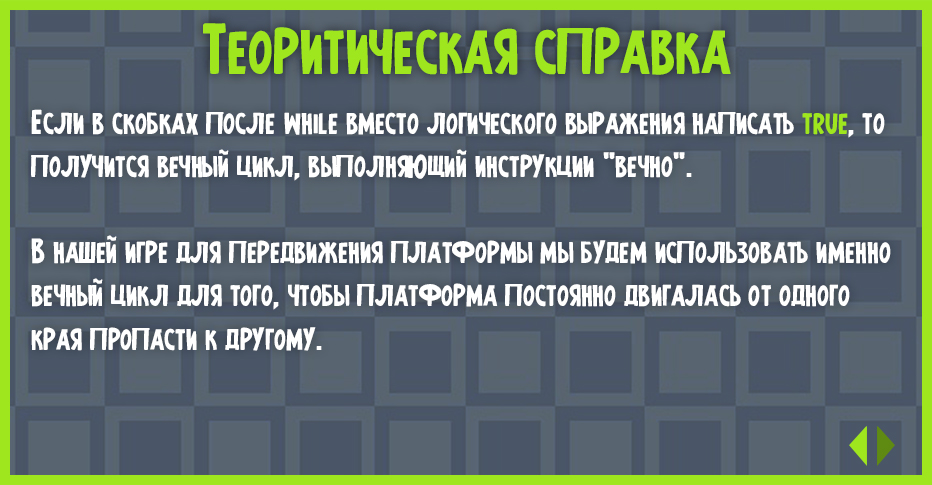 Теоритическая справка
Если в скобках после while вместо логического выражения написать true, то
получится вечный цикл, выполняющий инструкции "вечно".
В нашей игре для передвижения платформы мы будем использовать именно
вечный цикл для того, чтобы платформа постоянно двигалась от одного
края пропасти к другому.